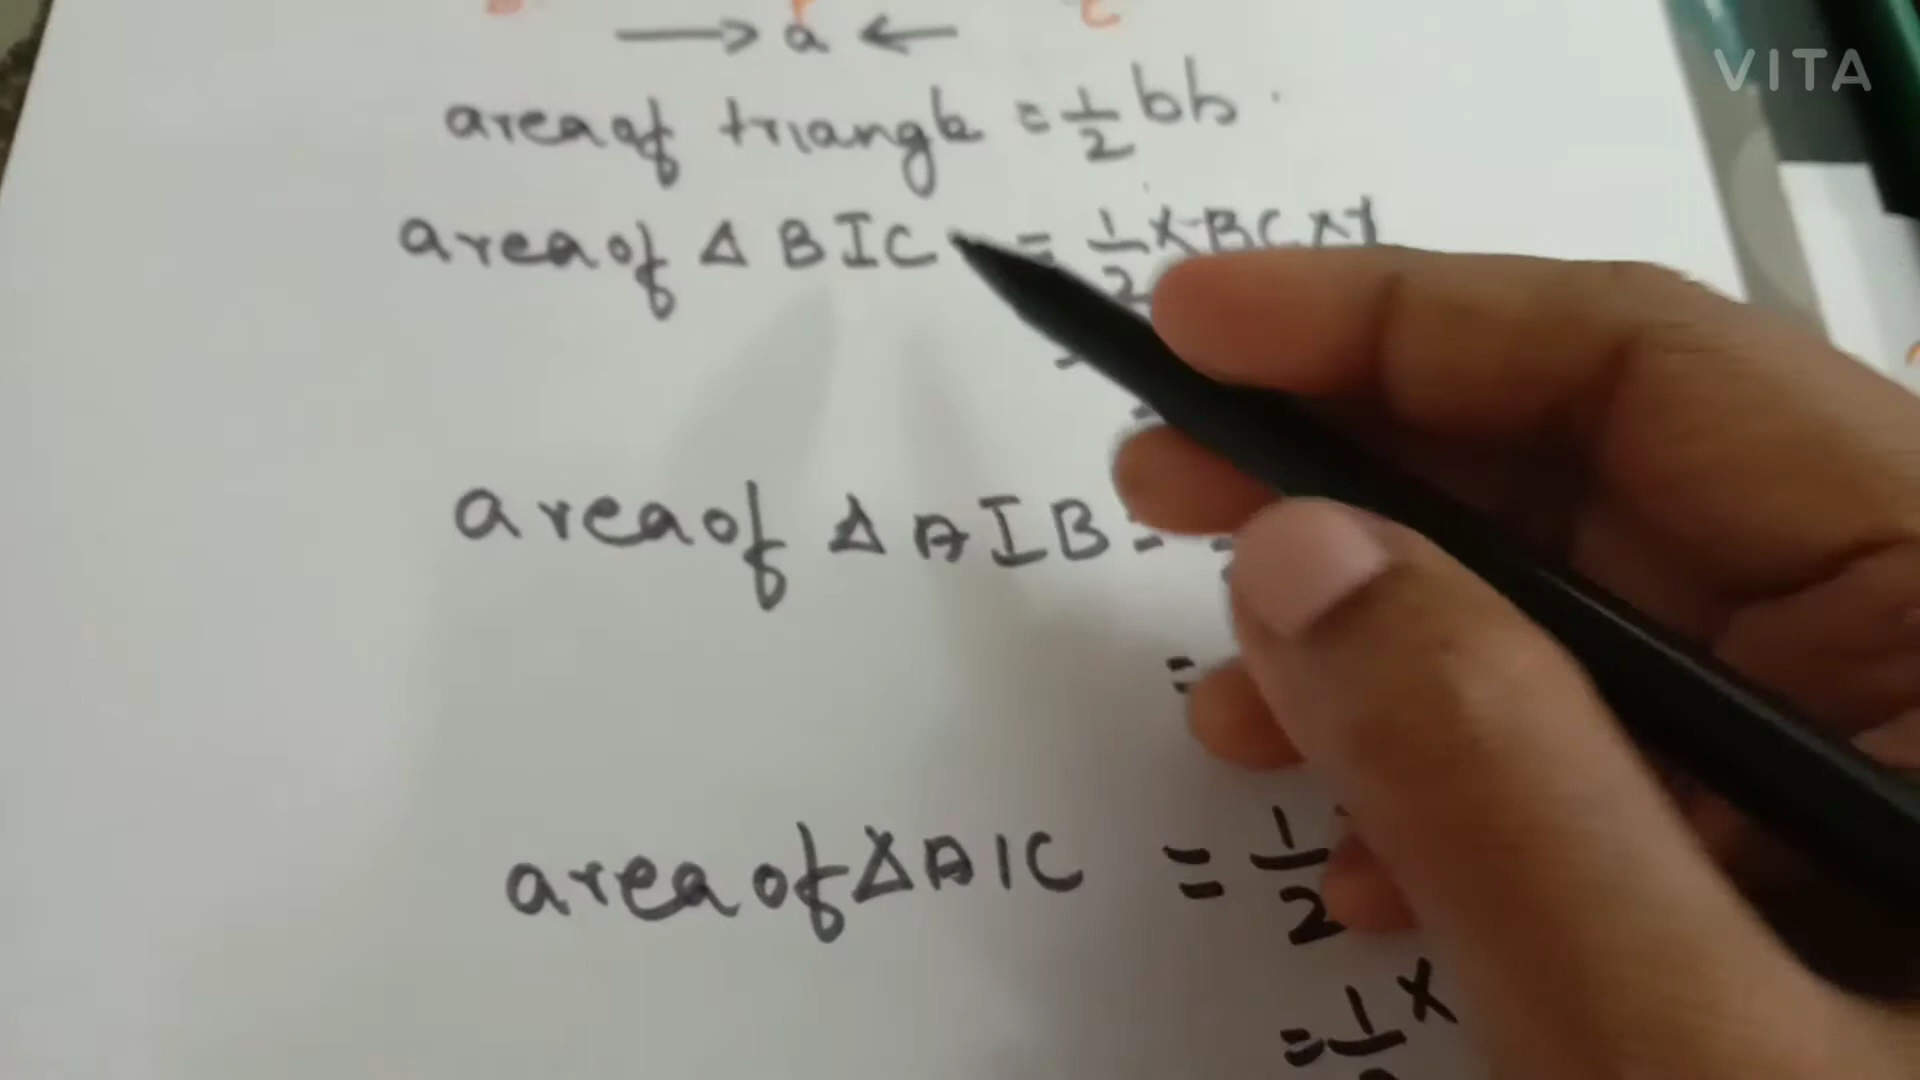 → a ← c
VITA
area of triangle = 1/2 bh.
area of Δ BIC = 1/2 × BC × r
area of Δ AIB =
=
area of Δ AIC = 1/2
= 1/2 ×